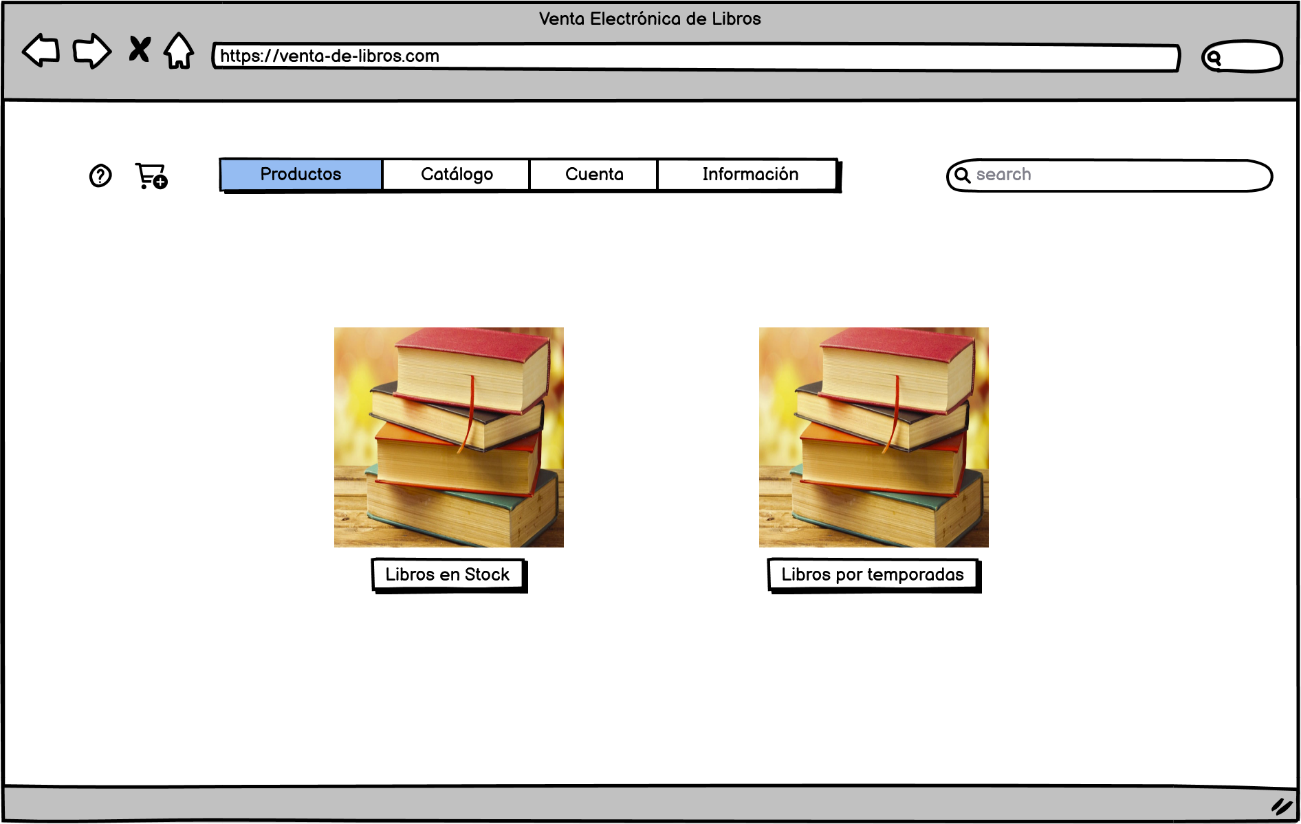 Venta Electrónica de Libros
https://venta-de-libros.com
Productos Catálogo Cuenta Información search
Libros en Stock Libros por temporadas